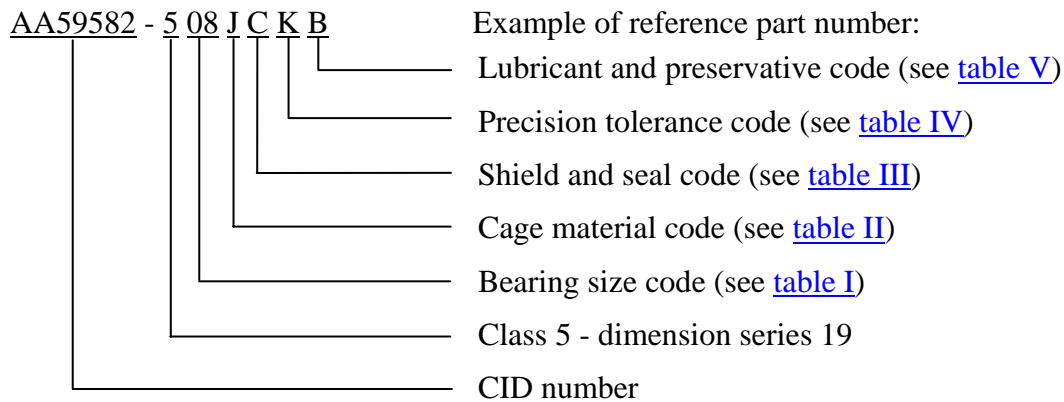 AA59582 - 5 08 J C K B Example of reference part number:
Lubricant and preservative code (see table V)
Precision tolerance code (see table IV)
Shield and seal code (see table III)
Cage material code (see table II)
Bearing size code (see table I)
Class 5 - dimension series 19
CID number